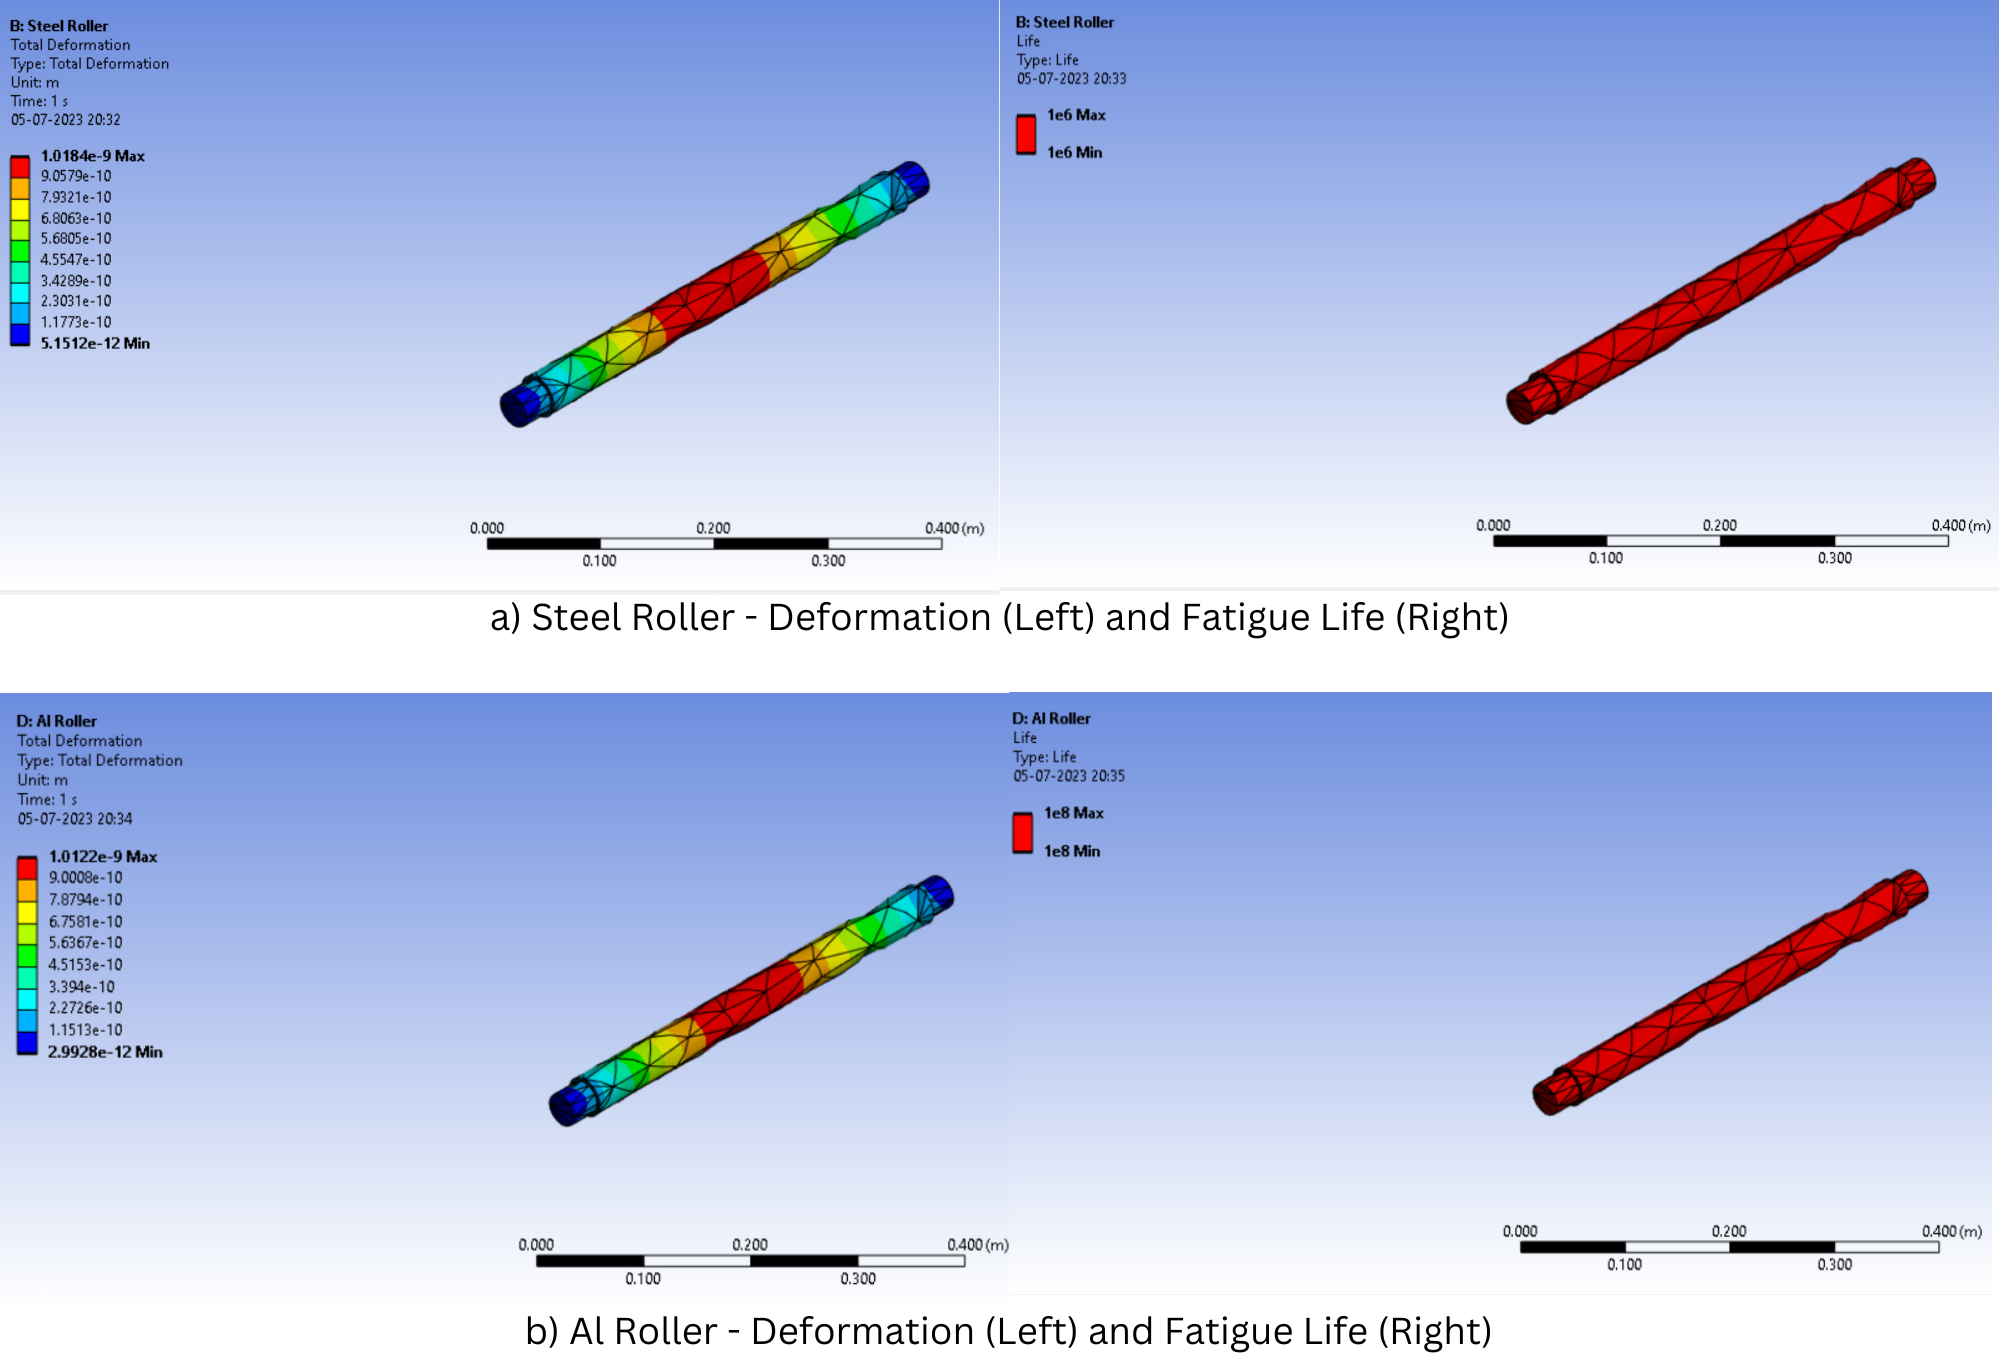 B: Steel Roller
Total Deformation
Type: Total Deformation
Unit: m
Time: 1 s
05-07-2023 20:32
1.0184e-9 Max
9.0579e-10
7.9321e-10
6.8063e-10
5.6805e-10
4.5547e-10
3.4289e-10
2.3031e-10
1.1773e-10
5.1512e-12 Min
0.000 0.200 0.400 (m)
0.100 0.300
B: Steel Roller
Life
Type: Life
05-07-2023 20:33
1e6 Max
1e6 Min
0.000 0.200 0.400 (m)
0.100 0.300
a) Steel Roller - Deformation (Left) and Fatigue Life (Right)
D: Al Roller
Total Deformation
Type: Total Deformation
Unit: m
Time: 1 s
05-07-2023 20:34
1.0122e-9 Max
9.0008e-10
7.8794e-10
6.7581e-10
5.6367e-10
4.5153e-10
3.394e-10
2.2726e-10
1.1513e-10
2.9928e-12 Min
0.000 0.200 0.400 (m)
0.100 0.300
D: Al Roller
Life
Type: Life
05-07-2023 20:35
1e8 Max
1e8 Min
0.000 0.200 0.400 (m)
0.100 0.300
b) Al Roller - Deformation (Left) and Fatigue Life (Right)